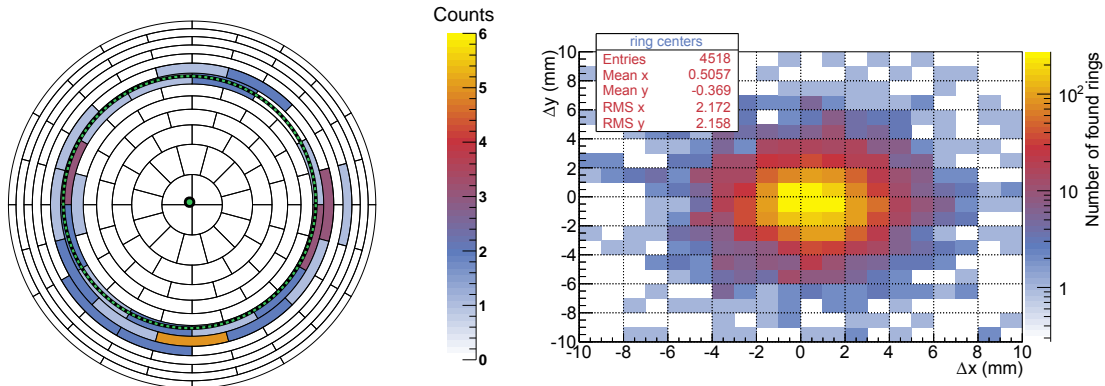 Counts
6
5
4
3
2
1
0
Δy (mm)
10
8
6
4
2
0
-2
-4
-6
-8
-10
ring centers
Entries 4518
Mean x 0.5057
Mean y -0.369
RMS x 2.172
RMS y 2.158
-10 -8 -6 -4 -2 0 2 4 6 8 10
Δx (mm)
10²
10
1
Number of found rings